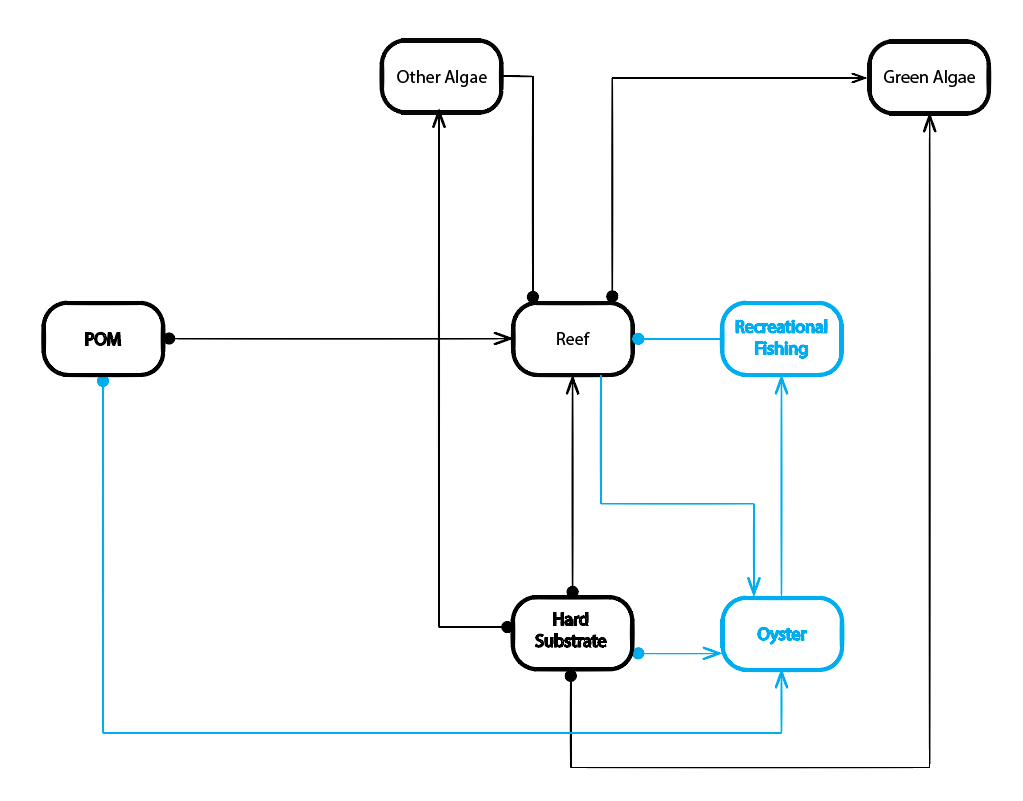 Other Algae
Green Algae
POM
Reef
Recreational
Fishing
Hard
Substrate
Oyster